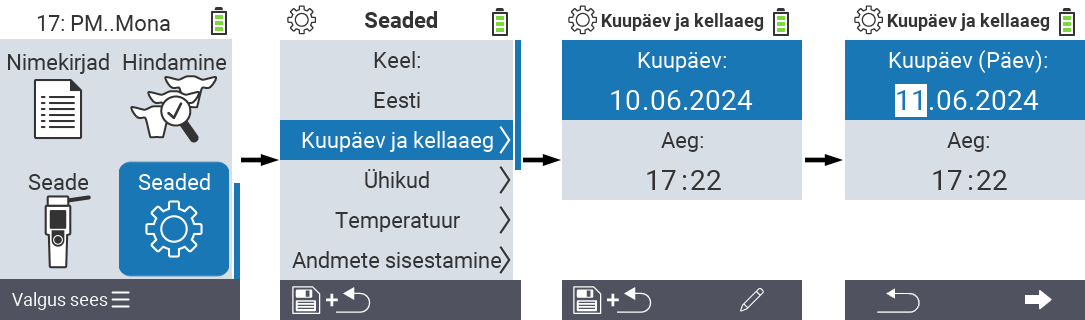 17: PM..Mona
Nimekirjad Hindamine
Seade Seaded
Valgus sees
Seaded
Keel:
Eesti
Kuupäev ja kellaaeg
Ühikud
Temperatuur
Andmete sisestamine
+
Kuupäev ja kellaaeg
Kuupäev:
10.06.2024
Aeg:
17:22
+
Kuupäev ja kellaaeg
Kuupäev (Päev):
11.06.2024
Aeg:
17:22